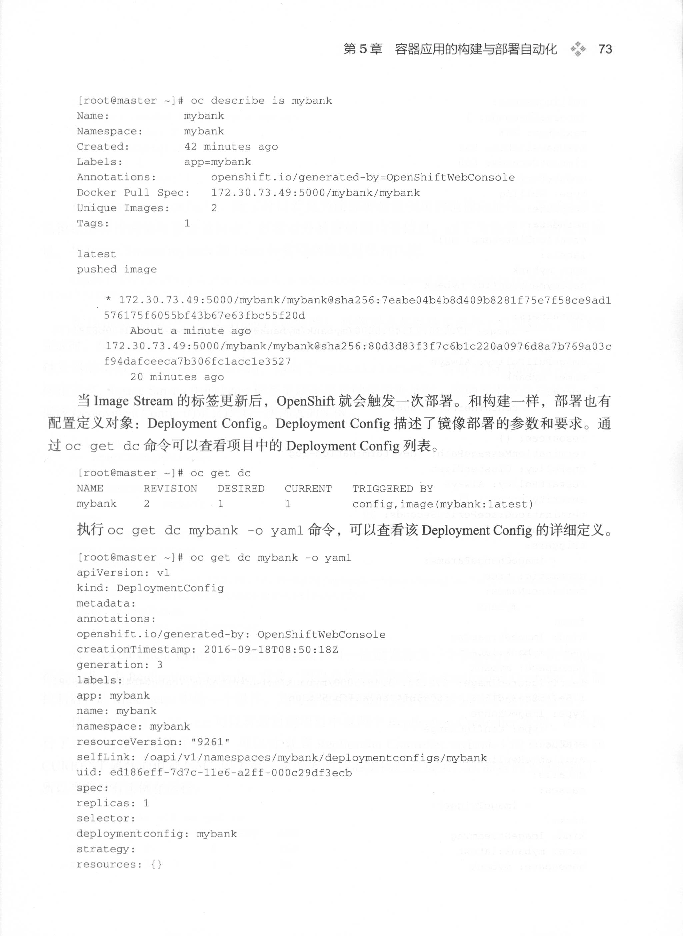 第5章 容器应用的构建与部署自动化 73
[root@master ~]# oc describe is mybank
Name: mybank
Namespace: mybank
Created: 42 minutes ago
Labels: app=mybank
Annotations: openshift.io/generated-by=OpenShiftWebConsole
Docker Pull Spec: 172.30.73.49:5000/mybank/mybank
Unique Images: 2
Tags: 1
latest
pushed image
* 172.30.73.49:5000/mybank/mybank@sha256:7eabe04b4b8d409b8281f75c7f58ce9ad1
576175f6055bf43b67e63fbc55f20d
About a minute ago
172.30.73.49:5000/mybank/mybank@sha256:80d3d83f3f7c6b1c220a0976d8a7b769a03c
f94dafceeca7b306fc1acc1e3527
20 minutes ago
当 Image Stream 的标签更新后，OpenShift 就会触发一次部署。和构建一样，部署也有
配置定义对象：Deployment Config。Deployment Config 描述了镜像部署的参数和要求。通
过 oc get dc 命令可以查看项目中的 Deployment Config 列表。
[root@master ~]# oc get dc
NAME REVISION DESIRED CURRENT TRIGGERED BY
mybank 2 1 1 config,image(mybank:latest)
执行 oc get dc mybank -o yaml 命令，可以查看该 Deployment Config 的详细定义。
[root@master ~]# oc get dc mybank -o yaml
apiVersion: v1
kind: DeploymentConfig
metadata:
annotations:
openshift.io/generated-by: OpenShiftWebConsole
creationTimestamp: 2016-09-18T08:50:18Z
generation: 3
labels:
app: mybank
name: mybank
namespace: mybank
resourceVersion: "9261"
selfLink: /oapi/v1/namespaces/mybank/deploymentconfigs/mybank
uid: ed186eff-7d7c-11e6-a2ff-000c29df3ecb
spec:
replicas: 1
selector:
deploymentconfig: mybank
strategy:
resources: {}